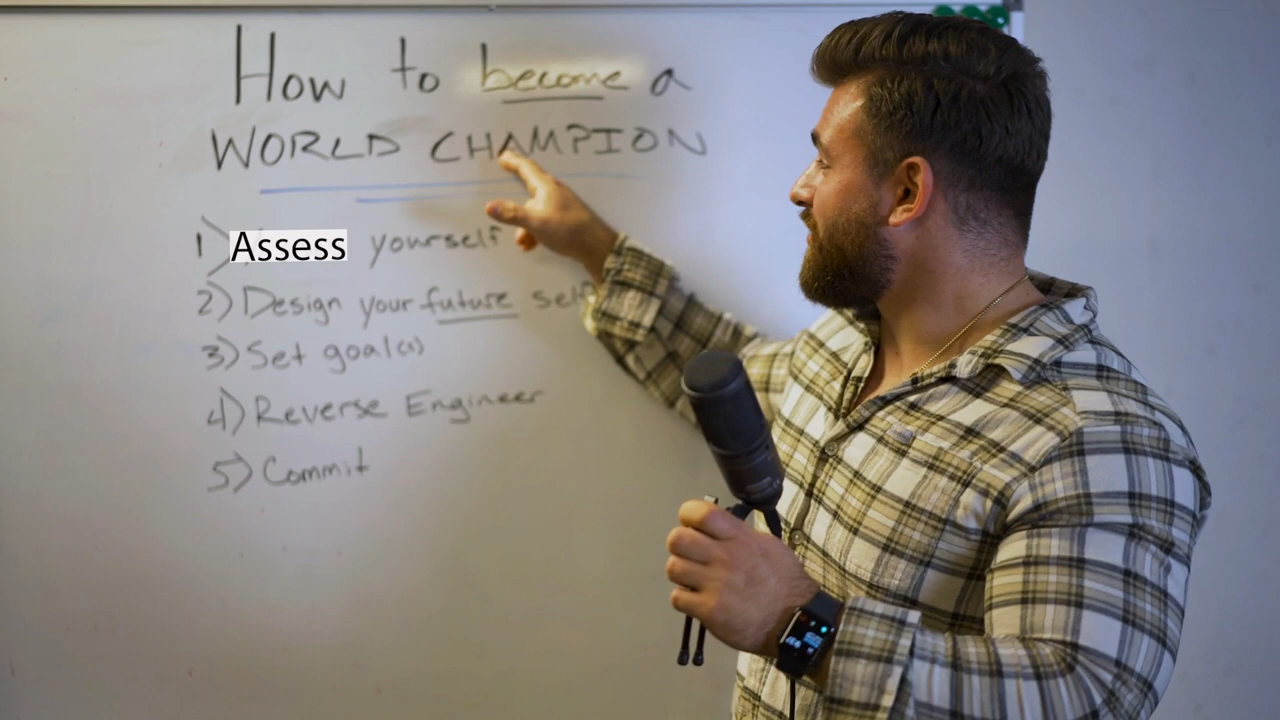 How to become a
WORLD CHAMPION
1) Assess yourself
2) Design your future self
3) Set goal(s)
4) Reverse Engineer
5) Commit